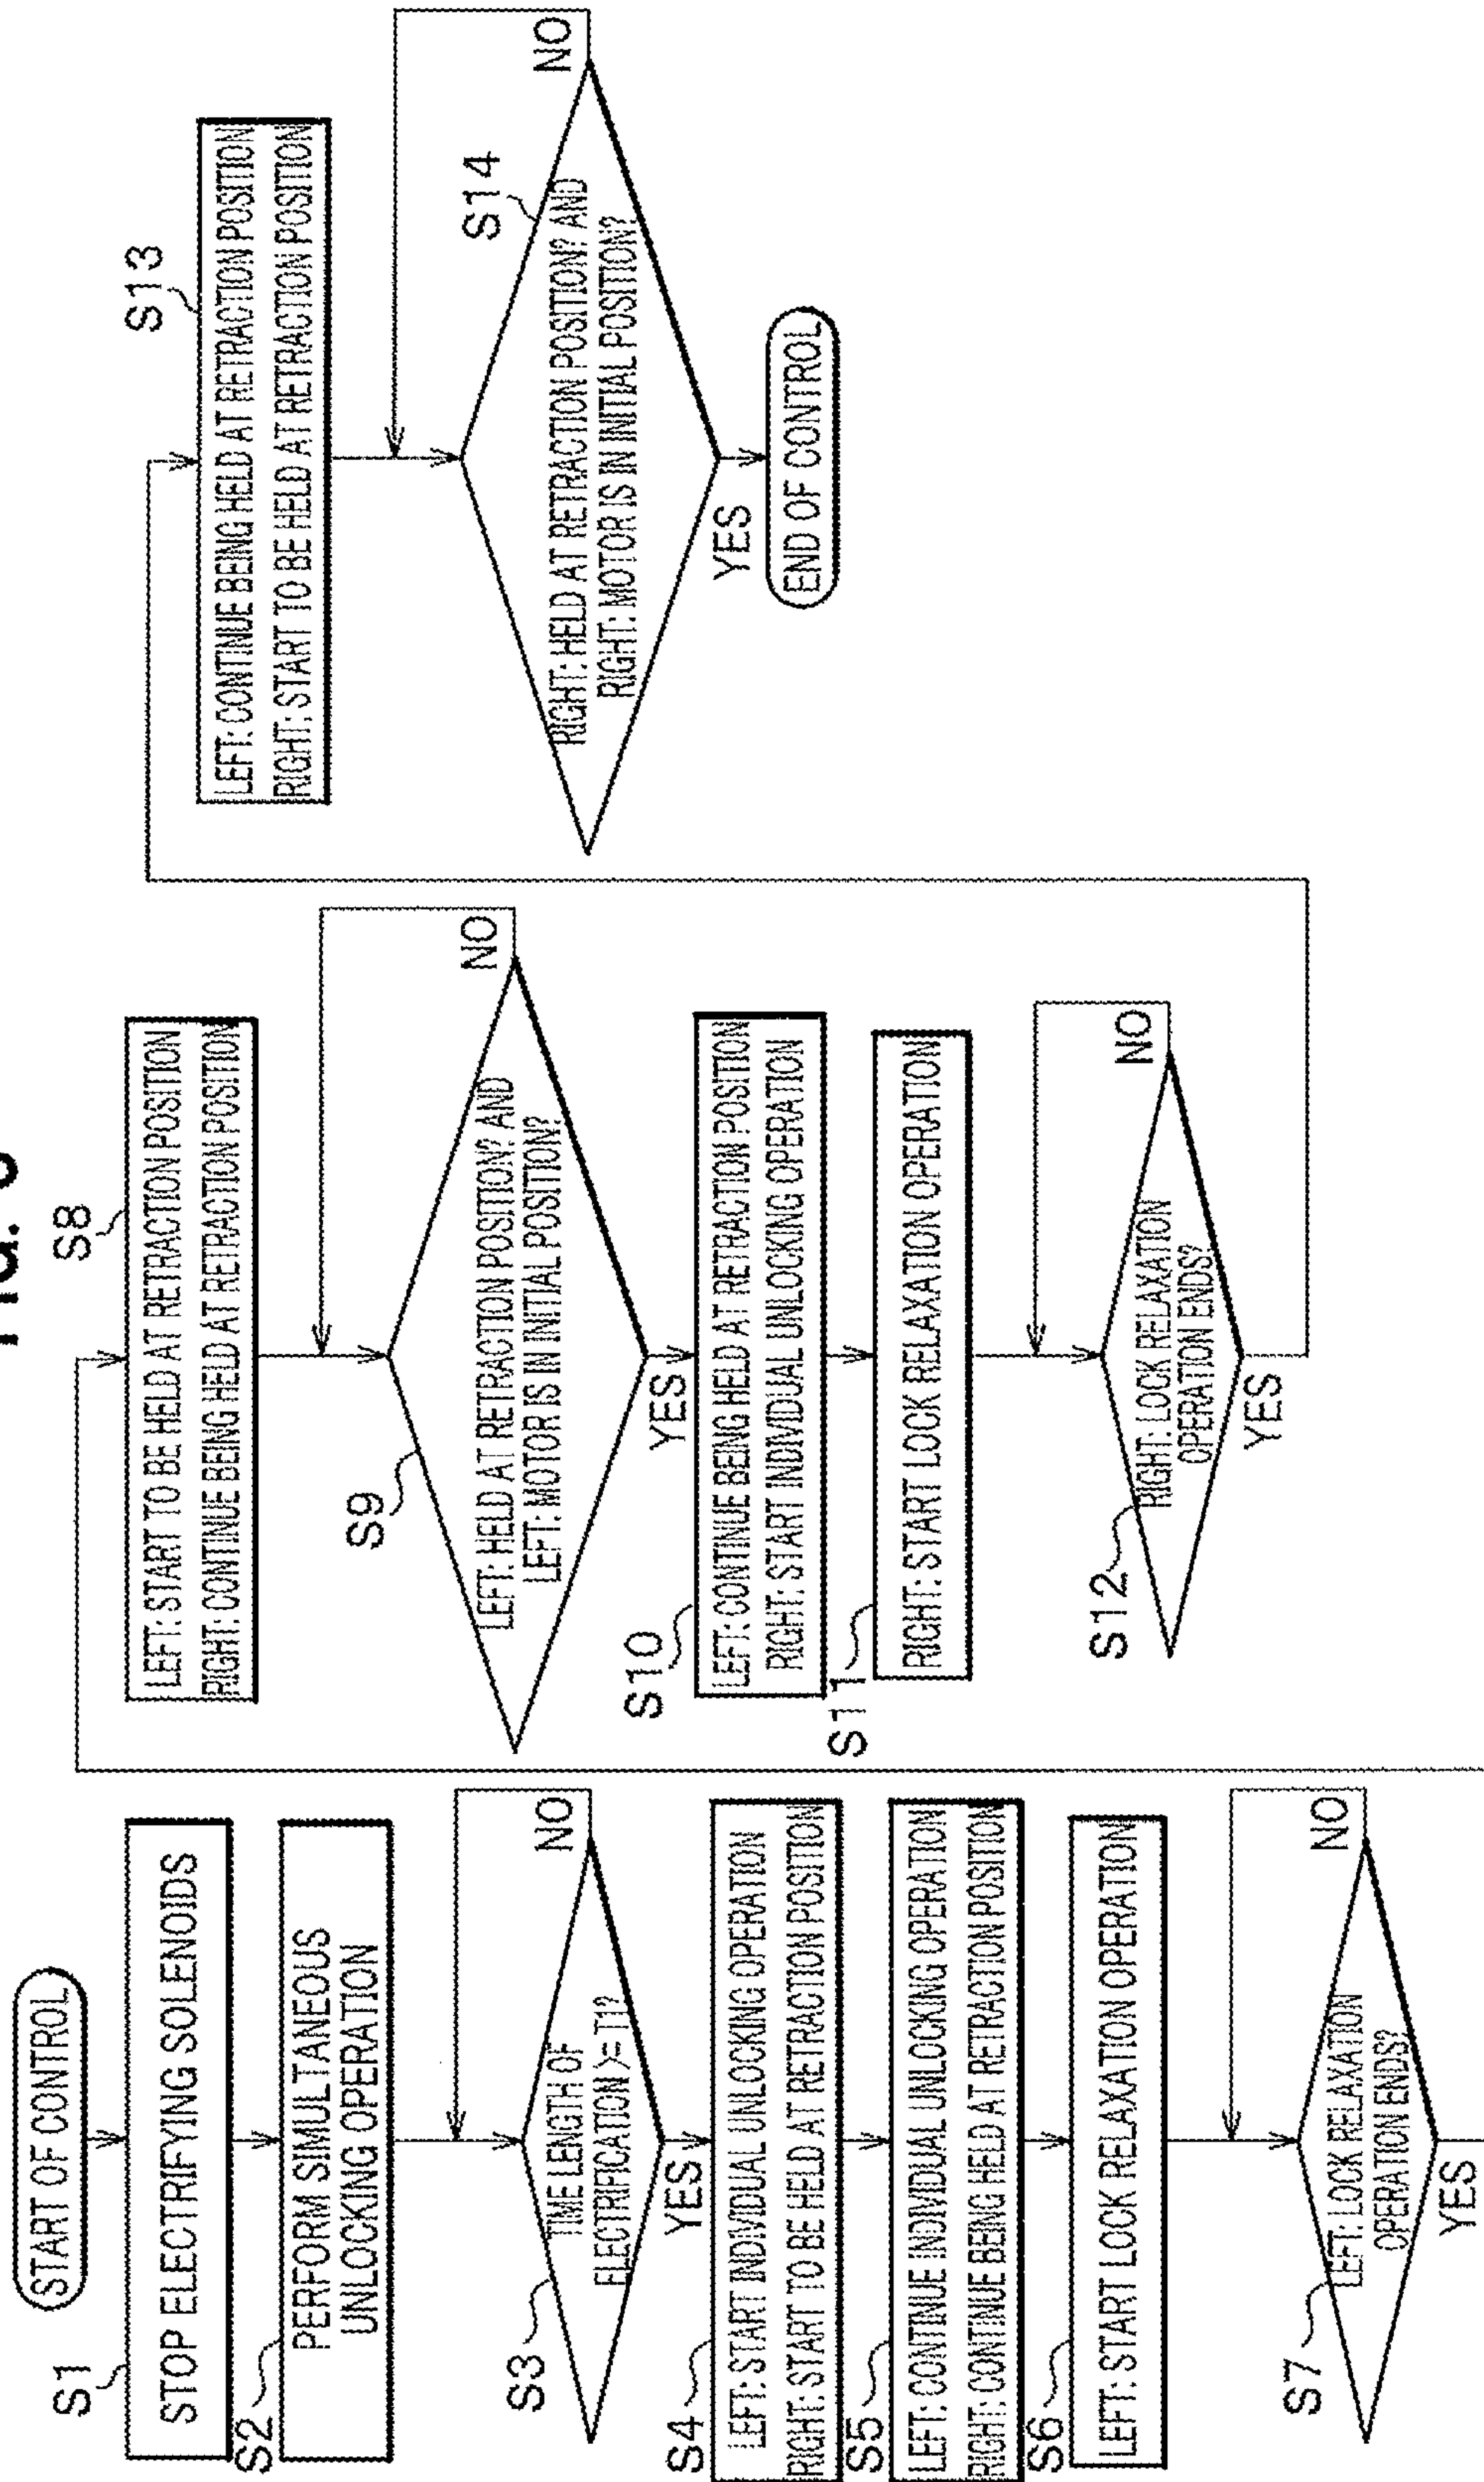 START OF CONTROL
S1
STOP ELECTRIFYING SOLENOIDS
S2
PERFORM SIMULTANEOUS
UNLOCKING OPERATION
S3
TIME LENGTH OF
ELECTRIFICATION >= T1?
NO
YES
S4
LEFT: START INDIVIDUAL UNLOCKING OPERATION
RIGHT: START TO BE HELD AT RETRACTION POSITION
S5
LEFT: CONTINUE INDIVIDUAL UNLOCKING OPERATION
RIGHT: CONTINUE BEING HELD AT RETRACTION POSITION
S6
LEFT: START LOCK RELAXATION OPERATION
S7
LEFT: LOCK RELAXATION
OPERATION ENDS?
NO
YES
S8
LEFT: START TO BE HELD AT RETRACTION POSITION
RIGHT: CONTINUE BEING HELD AT RETRACTION POSITION
S9
LEFT: HELD AT RETRACTION POSITION? AND
LEFT: MOTOR IS IN INITIAL POSITION?
NO
YES
S10
LEFT: CONTINUE BEING HELD AT RETRACTION POSITION
RIGHT: START INDIVIDUAL UNLOCKING OPERATION
S11
RIGHT: START LOCK RELAXATION OPERATION
S12
RIGHT: LOCK RELAXATION
OPERATION ENDS?
NO
YES
S13
LEFT: CONTINUE BEING HELD AT RETRACTION POSITION
RIGHT: START TO BE HELD AT RETRACTION POSITION
S14
RIGHT: HELD AT RETRACTION POSITION? AND
RIGHT: MOTOR IS IN INITIAL POSITION?
NO
YES
END OF CONTROL